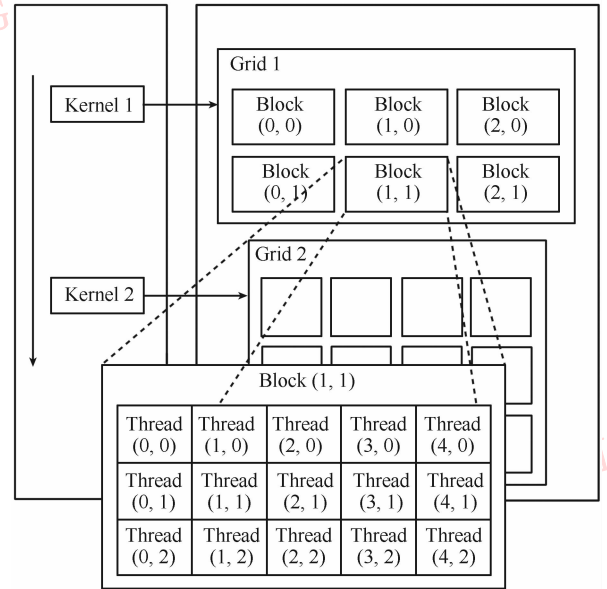 Grid 1
Kernel 1
Block Block Block
(0, 0) (1, 0) (2, 0)
Block Block Block
(0, 1) (1, 1) (2, 1)
Grid 2
Kernel 2
Block (1, 1)
Thread Thread Thread Thread Thread
(0, 0) (1, 0) (2, 0) (3, 0) (4, 0)
Thread Thread Thread Thread Thread
(0, 1) (1, 1) (2, 1) (3, 1) (4, 1)
Thread Thread Thread Thread Thread
(0, 2) (1, 2) (2, 2) (3, 2) (4, 2)